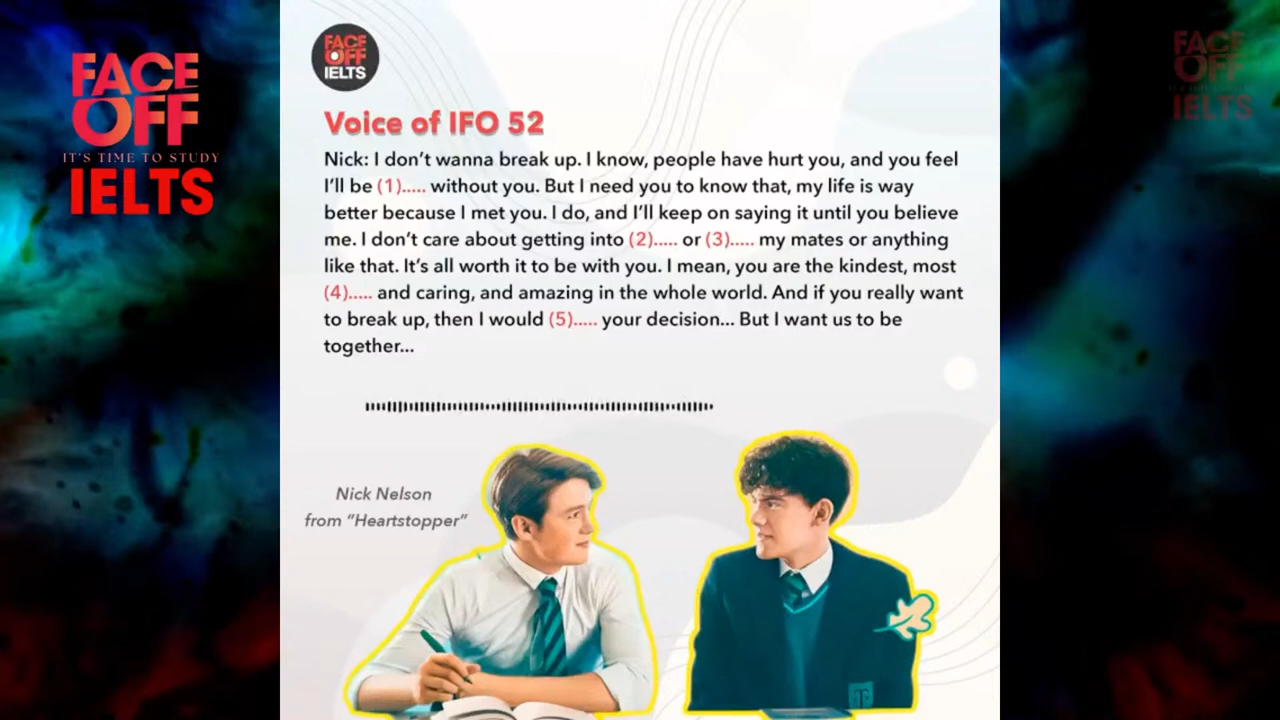 FACE
OFF
IT'S TIME TO STUDY
IELTS
FACE
OFF
IELTS
FACE
OFF
IELTS
Voice of IFO 52
Nick: I don't wanna break up. I know, people have hurt you, and you feel
I'll be (1)..... without you. But I need you to know that, my life is way
better because I met you. I do, and I'll keep on saying it until you believe
me. I don't care about getting into (2)..... or (3)..... my mates or anything
like that. It's all worth it to be with you. I mean, you are the kindest, most
(4)..... and caring, and amazing in the whole world. And if you really want
to break up, then I would (5)..... your decision... But I want us to be
together...
Nick Nelson
from "Heartstopper"